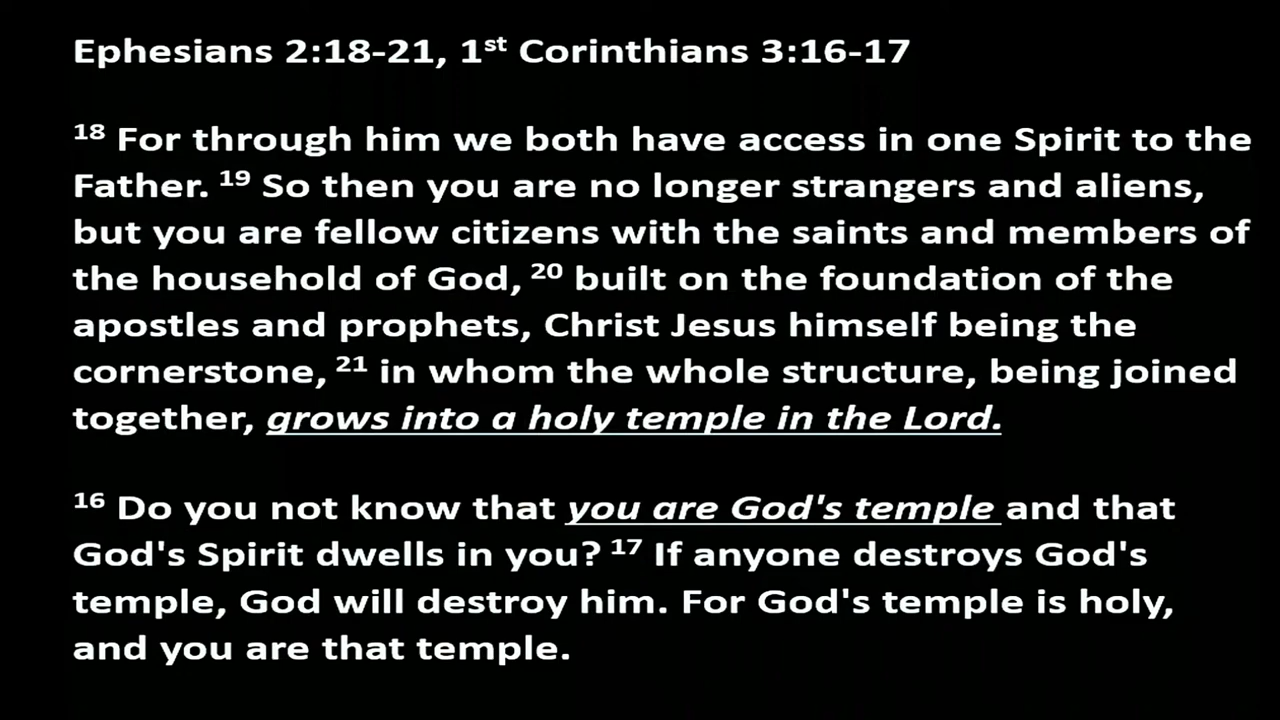 Ephesians 2:18-21, 1st Corinthians 3:16-17
18 For through him we both have access in one Spirit to the
Father. 19 So then you are no longer strangers and aliens,
but you are fellow citizens with the saints and members of
the household of God, 20 built on the foundation of the
apostles and prophets, Christ Jesus himself being the
cornerstone, 21 in whom the whole structure, being joined
together, grows into a holy temple in the Lord.
16 Do you not know that you are God's temple and that
God's Spirit dwells in you? 17 If anyone destroys God's
temple, God will destroy him. For God's temple is holy,
and you are that temple.